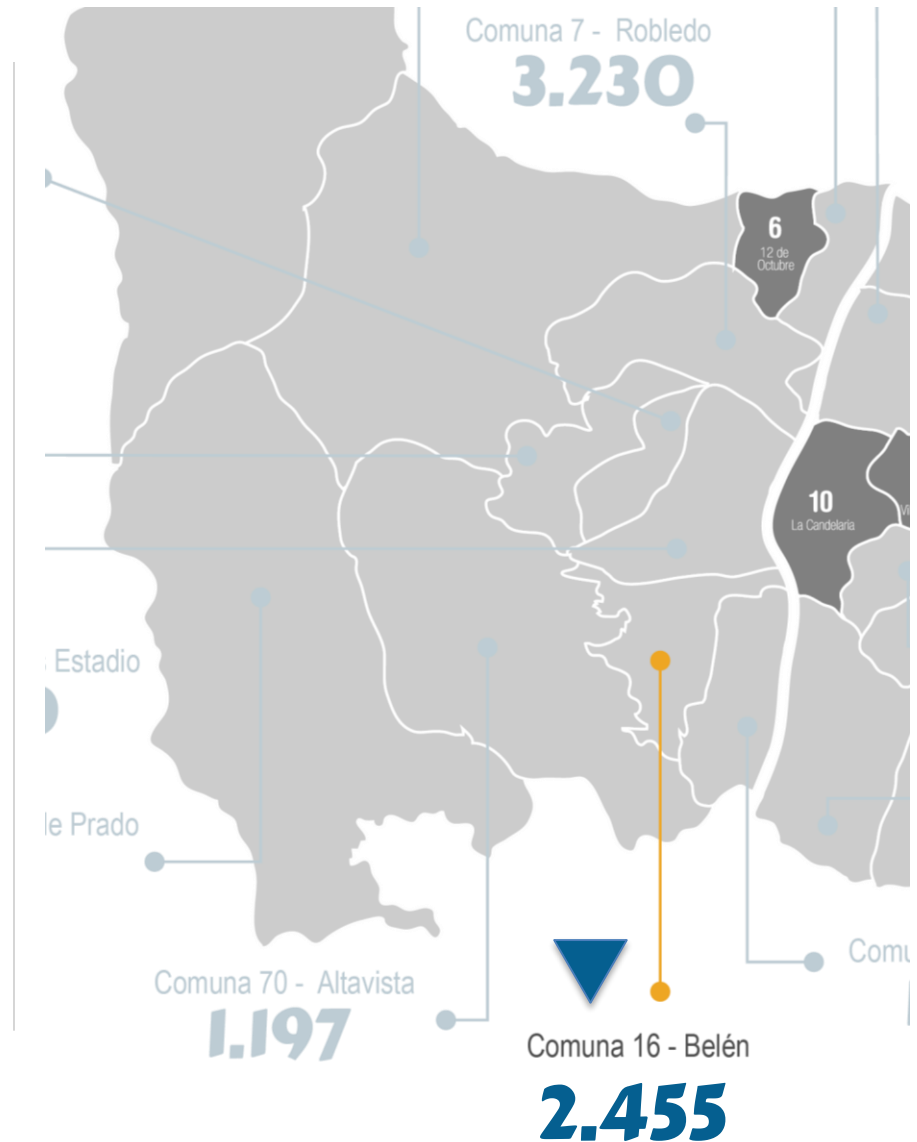 Comuna 7 - Robledo
3.230
6
12 de
Octubre
10
La Candelaria
Estadio
de Prado
Comuna 70 - Altavista
1.197
Comuna 16 - Belén
2.455